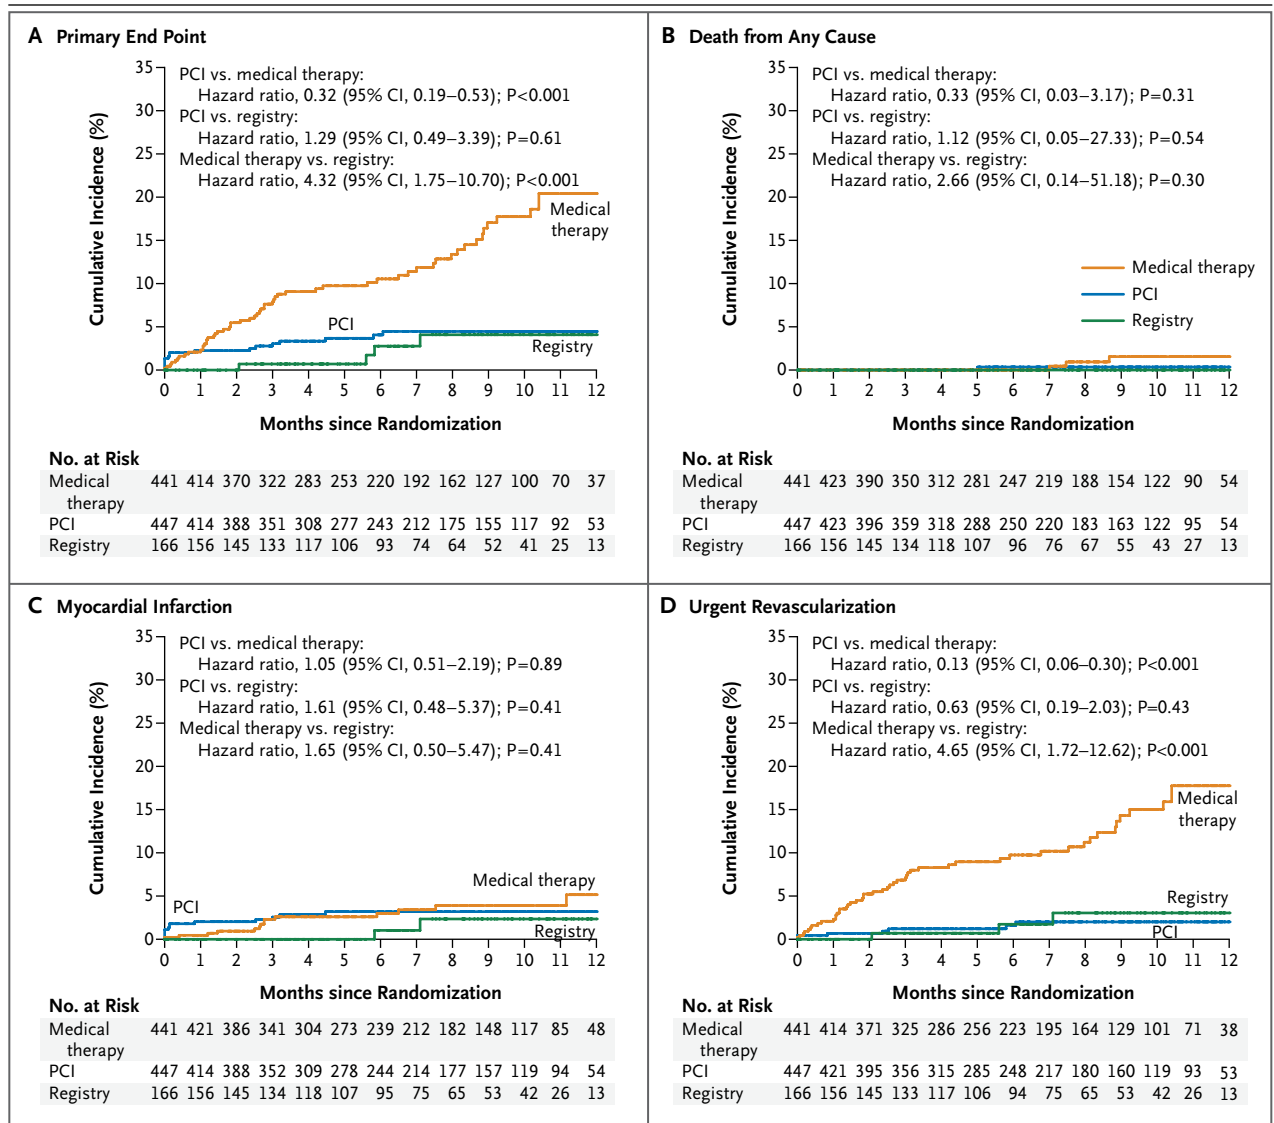 A Primary End Point
35
30
25
20
15
10
5
0
Cumulative Incidence (%)
PCI vs. medical therapy:
Hazard ratio, 0.32 (95% CI, 0.19–0.53); P<0.001
PCI vs. registry:
Hazard ratio, 1.29 (95% CI, 0.49–3.39); P=0.61
Medical therapy vs. registry:
Hazard ratio, 4.32 (95% CI, 1.75–10.70); P<0.001
Medical
therapy
PCI
Registry
0 1 2 3 4 5 6 7 8 9 10 11 12
Months since Randomization
No. at Risk
Medical 441 414 370 322 283 253 220 192 162 127 100 70 37
therapy
PCI 447 414 388 351 308 277 243 212 175 155 117 92 53
Registry 166 156 145 133 117 106 93 74 64 52 41 25 13
B Death from Any Cause
35
30
25
20
15
10
5
0
Cumulative Incidence (%)
PCI vs. medical therapy:
Hazard ratio, 0.33 (95% CI, 0.03–3.17); P=0.31
PCI vs. registry:
Hazard ratio, 1.12 (95% CI, 0.05–27.33); P=0.54
Medical therapy vs. registry:
Hazard ratio, 2.66 (95% CI, 0.14–51.18); P=0.30
Medical therapy
PCI
Registry
0 1 2 3 4 5 6 7 8 9 10 11 12
Months since Randomization
No. at Risk
Medical 441 423 390 350 312 281 247 219 188 154 122 90 54
therapy
PCI 447 423 396 359 318 288 250 220 183 163 122 95 54
Registry 166 156 145 134 118 107 96 76 67 55 43 27 13
C Myocardial Infarction
35
30
25
20
15
10
5
0
Cumulative Incidence (%)
PCI vs. medical therapy:
Hazard ratio, 1.05 (95% CI, 0.51–2.19); P=0.89
PCI vs. registry:
Hazard ratio, 1.61 (95% CI, 0.48–5.37); P=0.41
Medical therapy vs. registry:
Hazard ratio, 1.65 (95% CI, 0.50–5.47); P=0.41
Medical therapy
PCI
Registry
0 1 2 3 4 5 6 7 8 9 10 11 12
Months since Randomization
No. at Risk
Medical 441 421 386 341 304 273 239 212 182 148 117 85 48
therapy
PCI 447 414 388 352 309 278 244 214 177 157 119 94 54
Registry 166 156 145 134 118 107 95 75 65 53 42 26 13
D Urgent Revascularization
35
30
25
20
15
10
5
0
Cumulative Incidence (%)
PCI vs. medical therapy:
Hazard ratio, 0.13 (95% CI, 0.06–0.30); P<0.001
PCI vs. registry:
Hazard ratio, 0.63 (95% CI, 0.19–2.03); P=0.43
Medical therapy vs. registry:
Hazard ratio, 4.65 (95% CI, 1.72–12.62); P<0.001
Medical
therapy
Registry
PCI
0 1 2 3 4 5 6 7 8 9 10 11 12
Months since Randomization
No. at Risk
Medical 441 414 371 325 286 256 223 195 164 129 101 71 38
therapy
PCI 447 421 395 356 315 285 248 217 180 160 119 93 53
Registry 166 156 145 133 117 106 94 75 65 53 42 26 13